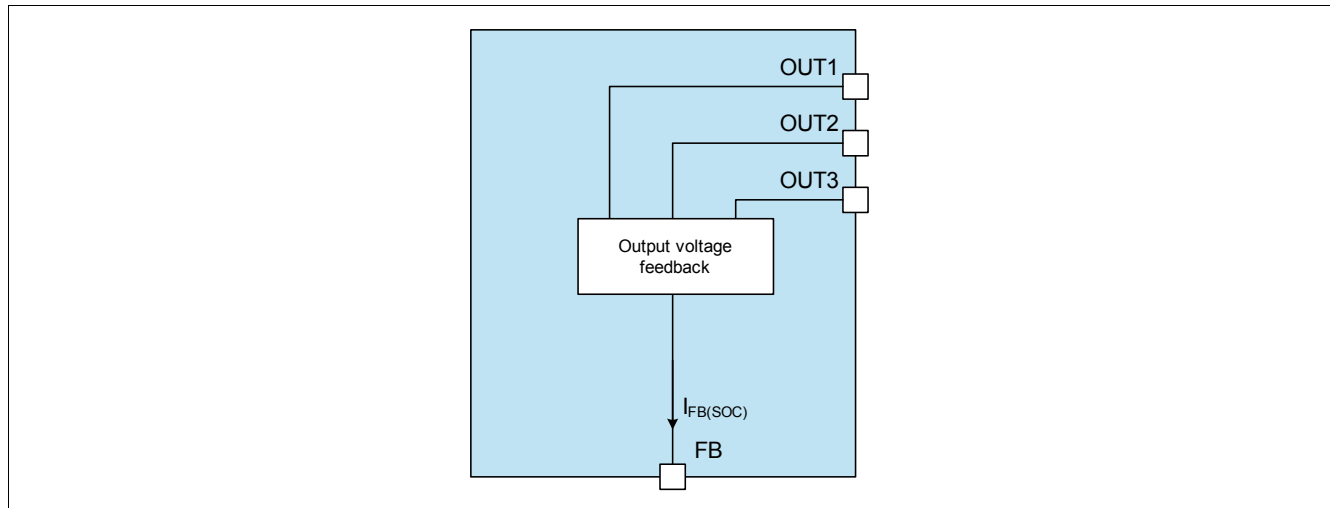 OUT1
OUT2
OUT3
Output voltage
feedback
IFB(SOC)
FB